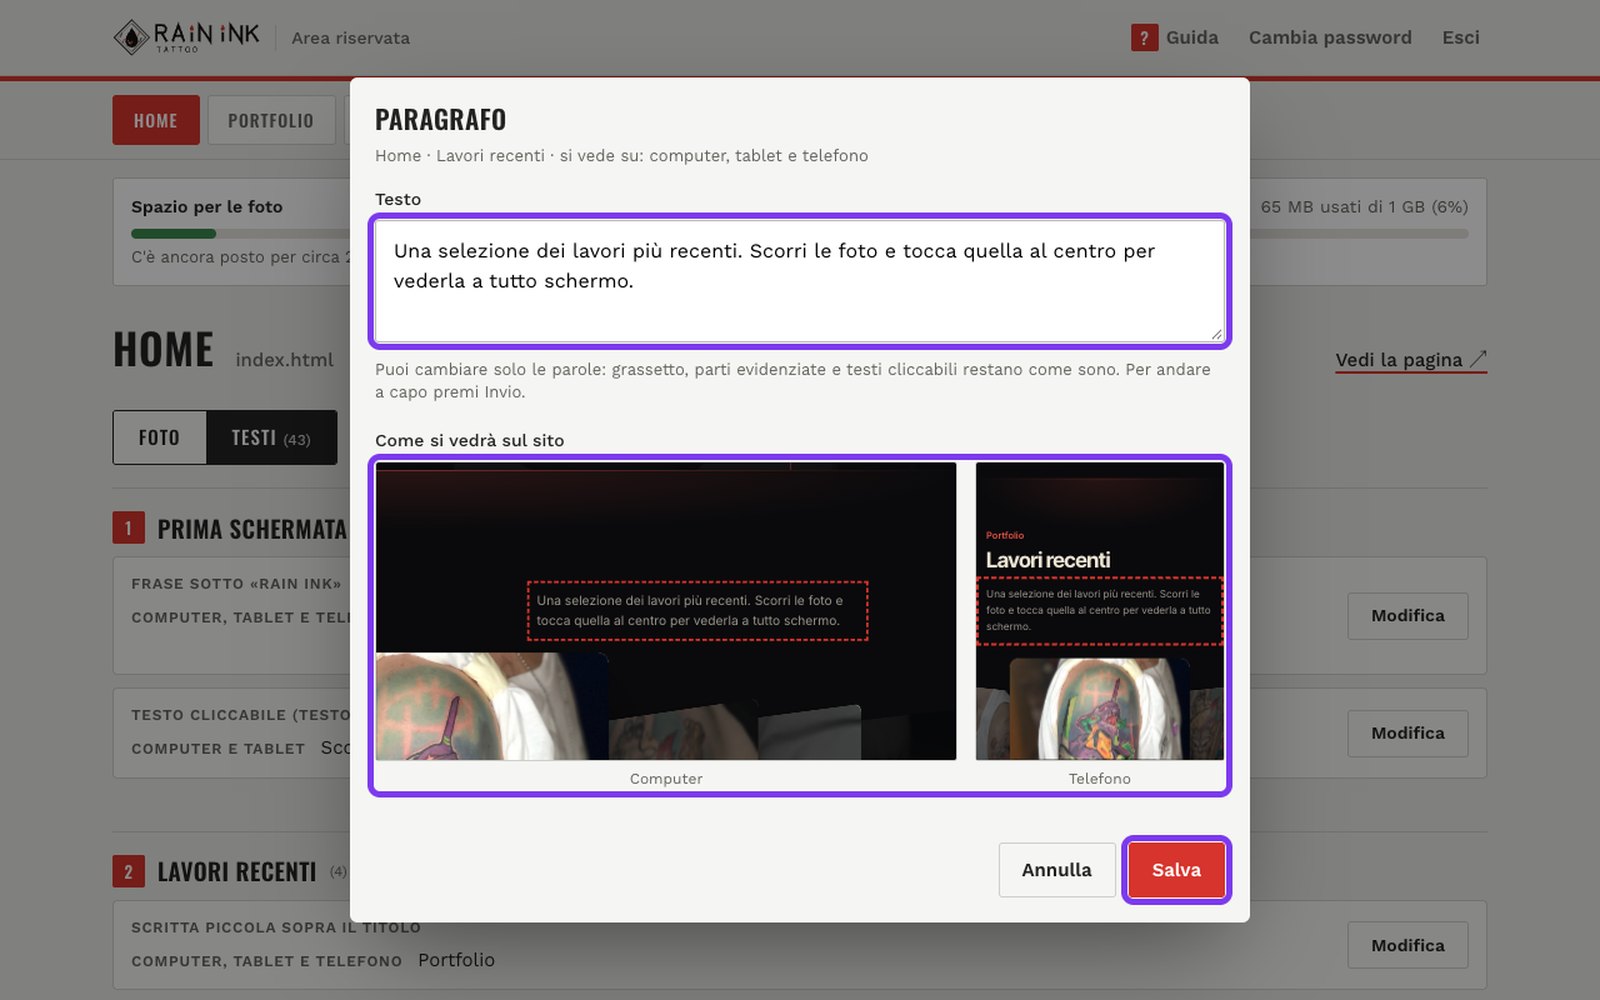 RAIN INK
TATTOO
Area riservata
? Guida
Cambia password
Esci
HOME
PORTFOLIO
PARAGRAFO
Home · Lavori recenti · si vede su: computer, tablet e telefono
Spazio per le foto
65 MB usati di 1 GB (6%)
C'è ancora posto per circa
Testo
Una selezione dei lavori più recenti. Scorri le foto e tocca quella al centro per
vederla a tutto schermo.
Puoi cambiare solo le parole: grassetto, parti evidenziate e testi cliccabili restano come sono. Per andare
a capo premi Invio.
HOME
index.html
Vedi la pagina
FOTO
TESTI (43)
Come si vedrà sul sito
Una selezione dei lavori più recenti. Scorri le foto e
tocca quella al centro per vederla a tutto schermo.
Computer
Portfolio
Lavori recenti
Una selezione dei lavori più recenti. Scorri le
foto e tocca quella al centro per vederla a tutto
schermo.
Telefono
Annulla
Salva
1 PRIMA SCHERMATA
FRASE SOTTO «RAIN INK»
COMPUTER, TABLET E
Modifica
TESTO CLICCABILE (TESTO
COMPUTER E TABLET
Modifica
2 LAVORI RECENTI (4)
SCRITTA PICCOLA SOPRA IL TITOLO
COMPUTER, TABLET E TELEFONO Portfolio
Modifica